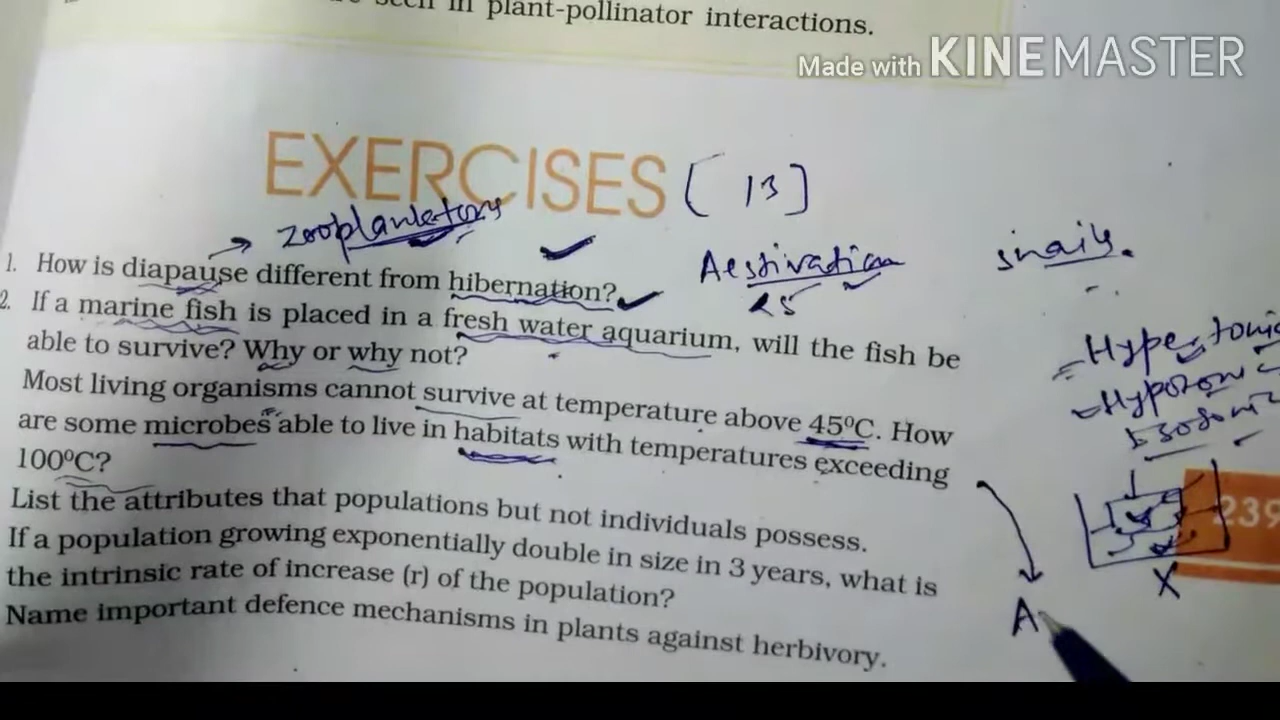 seen in plant-pollinator interactions.
Made with KINEMASTER
EXERCISES [ 13 ]
zooplanktons
Aestivation
snails.
1. How is diapause different from hibernation?
2. If a marine fish is placed in a fresh water aquarium, will the fish be
able to survive? Why or why not?
Most living organisms cannot survive at temperature above 45⁰C. How
are some microbes able to live in habitats with temperatures exceeding
100⁰C?
List the attributes that populations but not individuals possess.
If a population growing exponentially double in size in 3 years, what is
the intrinsic rate of increase (r) of the population?
Name important defence mechanisms in plants against herbivory.
239
X
A